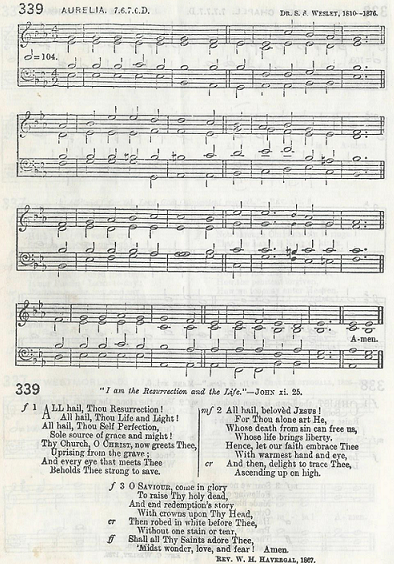 339 AURELIA. 7.6.7.6.D. DR. S. S. WESLEY, 1810—1876.
=104.
A-men.
339
"I am the Resurrection and the Life."—JOHN xi. 25.
f 1 ALL hail, Thou Resurrection!
All hail, Thou Life and Light!
All hail, Thou Self Perfection,
Sole source of grace and might!
Thy Church, O CHRIST, now greets Thee,
Uprising from the grave;
And every eye that meets Thee
Beholds Thee strong to save.
mf 2 All hail, belovèd JESUS!
For Thou alone art He,
Whose death from sin can free us,
Whose life brings liberty.
Hence, let our faith embrace Thee
With warmest hand and eye,
cr And then, delight to trace Thee,
Ascending up on high.
f 3 O SAVIOUR, come in glory
To raise Thy holy dead,
And end redemption's story
With crowns upon Thy Head,
cr Then robed in white before Thee,
Without one stain or tear,
ff Shall all Thy Saints adore Thee,
'Midst wonder, love, and fear! Amen.
REV. W. H. HAVERGAL, 1867.